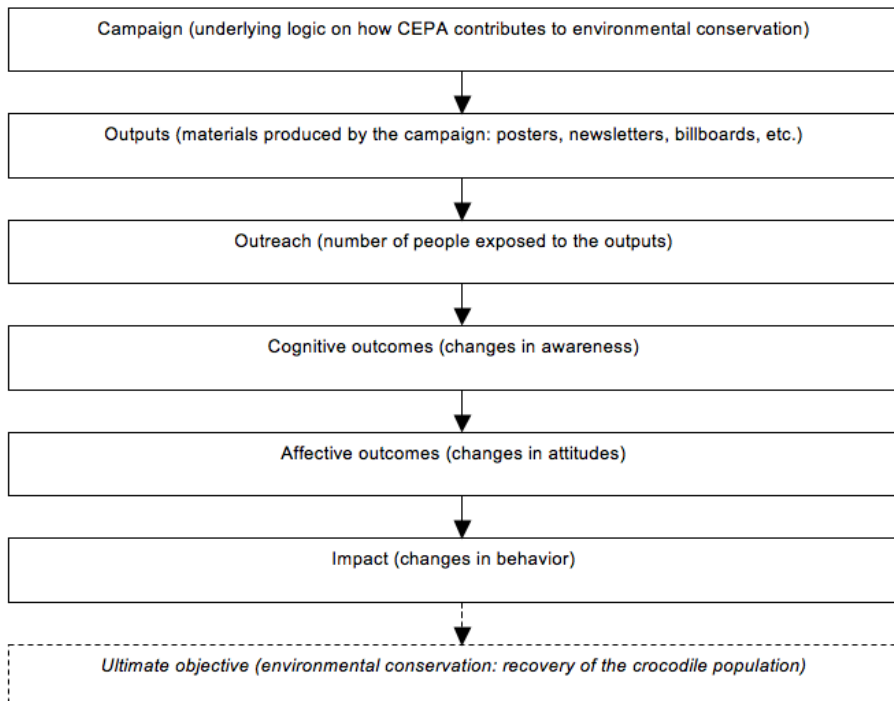 Campaign (underlying logic on how CEPA contributes to environmental conservation)
Outputs (materials produced by the campaign: posters, newsletters, billboards, etc.)
Outreach (number of people exposed to the outputs)
Cognitive outcomes (changes in awareness)
Affective outcomes (changes in attitudes)
Impact (changes in behavior)
Ultimate objective (environmental conservation: recovery of the crocodile population)